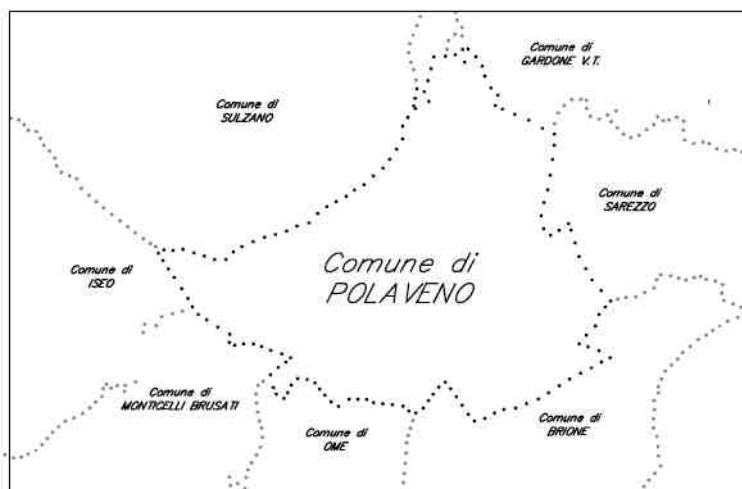 Comune di
GARDONE V.T.
Comune di
SULZANO
Comune di
SAREZZO
Comune di
ISEO
Comune di
POLAVENO
Comune di
MONTICELLI BRUSATI
Comune di
OME
Comune di
BRIONE